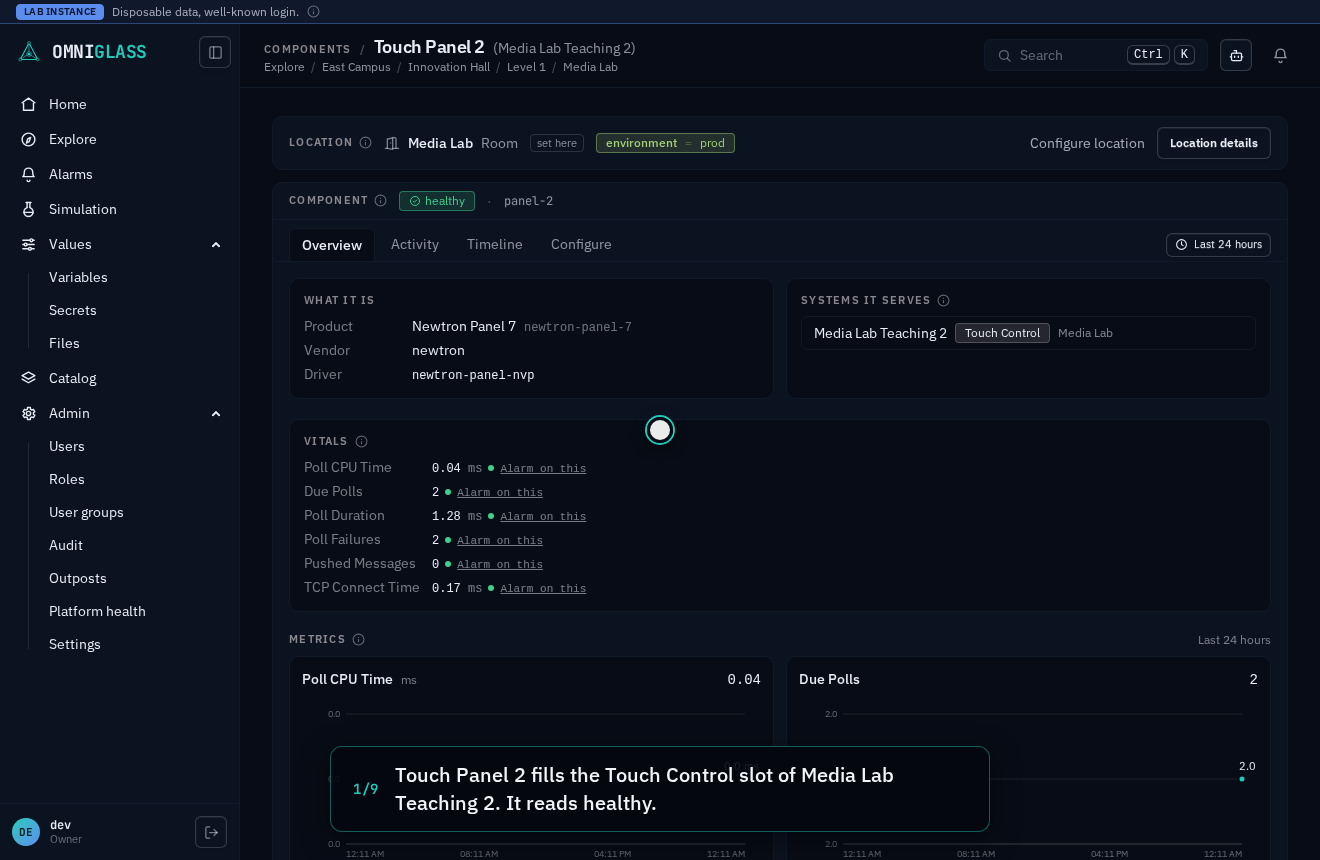 LAB INSTANCE Disposable data, well-known login.
OMNIGLASS
COMPONENTS / Touch Panel 2 (Media Lab Teaching 2)
Explore / East Campus / Innovation Hall / Level 1 / Media Lab
Search Ctrl K
Home
Explore
Alarms
Simulation
Values
Variables
Secrets
Files
Catalog
Admin
Users
Roles
User groups
Audit
Outposts
Platform health
Settings
DE dev
Owner
LOCATION Media Lab Room set here environment = prod Configure location Location details
COMPONENT healthy · panel-2
Overview Activity Timeline Configure Last 24 hours
WHAT IT IS
Product Newtron Panel 7 newtron-panel-7
Vendor newtron
Driver newtron-panel-nvp
SYSTEMS IT SERVES
Media Lab Teaching 2 Touch Control Media Lab
VITALS
Poll CPU Time 0.04 ms Alarm on this
Due Polls 2 Alarm on this
Poll Duration 1.28 ms Alarm on this
Poll Failures 2 Alarm on this
Pushed Messages 0 Alarm on this
TCP Connect Time 0.17 ms Alarm on this
METRICS Last 24 hours
Poll CPU Time ms 0.04
0.0
0.0
12:11 AM 08:11 AM 04:11 PM 12:11 AM
Due Polls 2
2.0
2.0
2.0
12:11 AM 08:11 AM 04:11 PM 12:11 AM
1/9 Touch Panel 2 fills the Touch Control slot of Media Lab
Teaching 2. It reads healthy.